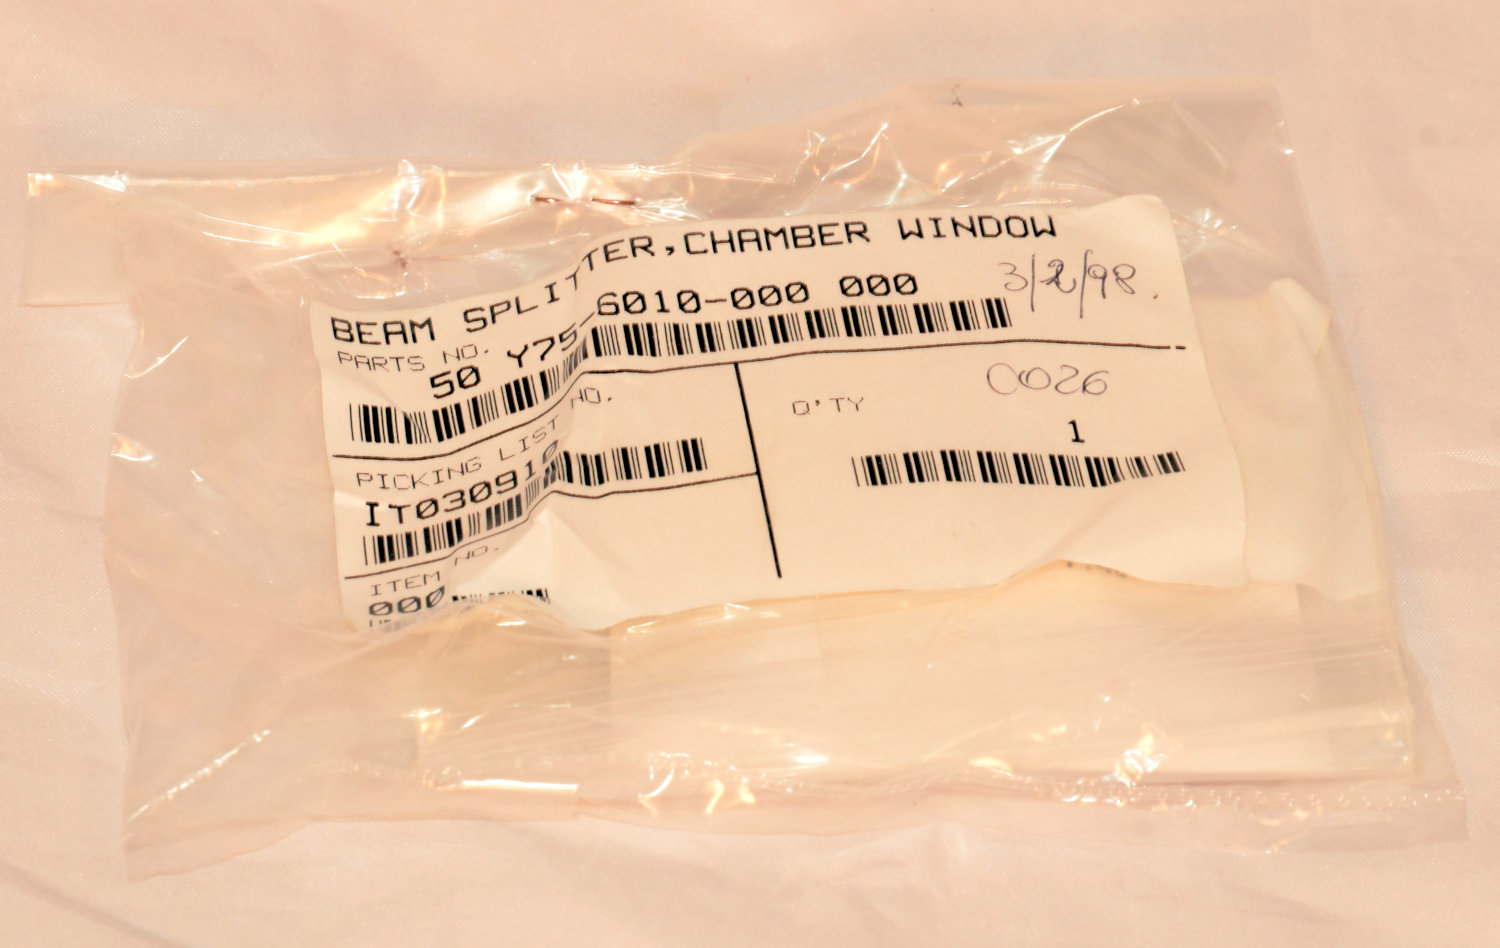 BEAM SPLITTER,CHAMBER WINDOW
PARTS NO.
50 Y75-6010-000 000
3/2/98.
PICKING LIST NO.
IT030910
Q'TY
0026
1
ITEM NO.
000